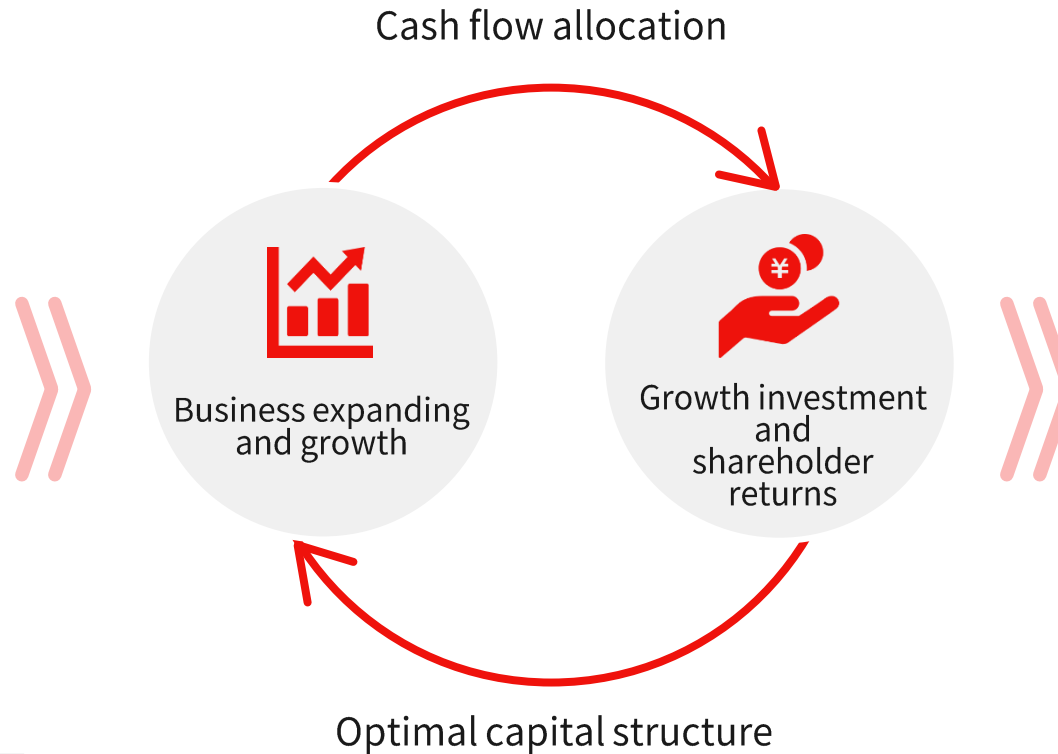 Cash flow allocation
¥
Business expanding
and growth
Growth investment
and
shareholder
returns
Optimal capital structure